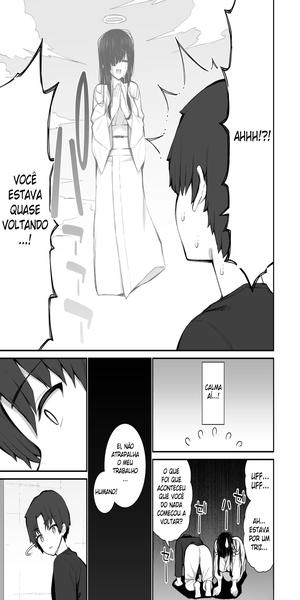 AHHH!?!
VOCÊ
ESTAVA
QUASE
VOLTANDO
...!
CALMA
AÍ...!
UFF...
UFF...
AH...
ESTAVA
POR UM
TRIZ...
O QUE
FOI QUE
ACONTECEU
QUE VOCÊ
DO NADA
COMEÇOU A
VOLTAR?
EI, NÃO
ATRAPALHA
O MEU
TRABALHO
...
HUMANO!